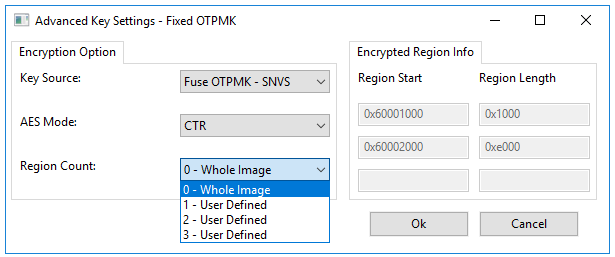 Advanced Key Settings - Fixed OTPMK
Encryption Option
Key Source:
Fuse OTPMK - SNVS
AES Mode:
CTR
Region Count:
0 - Whole Image
0 - Whole Image
1 - User Defined
2 - User Defined
3 - User Defined
Encrypted Region Info
Region Start Region Length
0x60001000 0x1000
0x60002000 0xe000
Ok Cancel